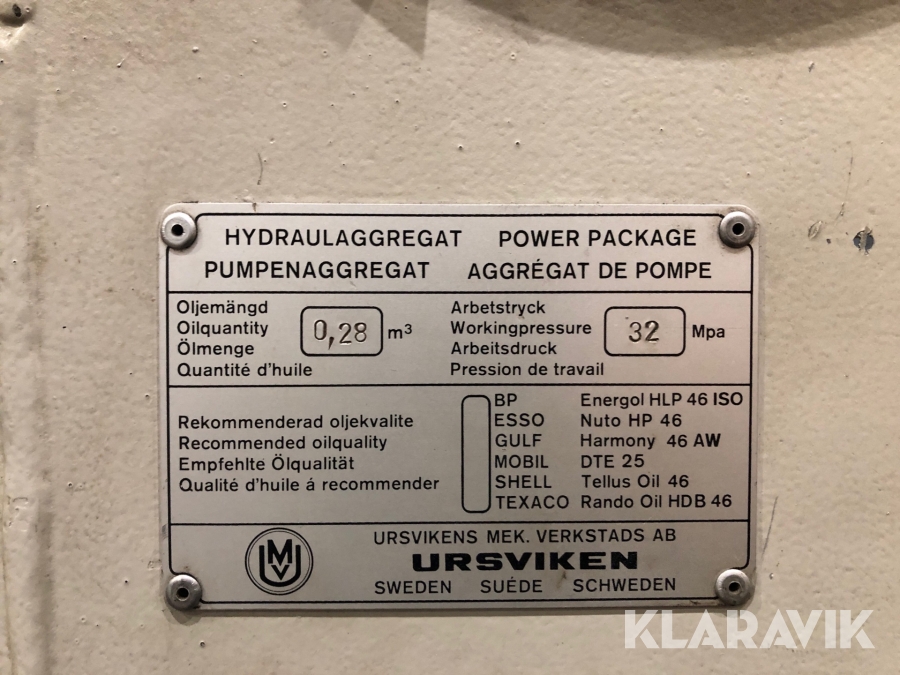 HYDRAULAGGREGAT POWER PACKAGE
PUMPENAGGREGAT AGGRÉGAT DE POMPE
Oljemängd
Oilquantity
Ölmenge
Quantité d'huile
0,28 m³
Arbetstryck
Workingpressure
Arbeitsdruck
Pression de travail
32 Mpa
Rekommenderad oljekvalite
Recommended oilquality
Empfehlte Ölqualität
Qualité d'huile á recommender
BP Energol HLP 46 ISO
ESSO Nuto HP 46
GULF Harmony 46 AW
MOBIL DTE 25
SHELL Tellus Oil 46
TEXACO Rando Oil HDB 46
UMV
URSVIKENS MEK. VERKSTADS AB
URSVIKEN
SWEDEN SUÉDE SCHWEDEN
KLARAVIK